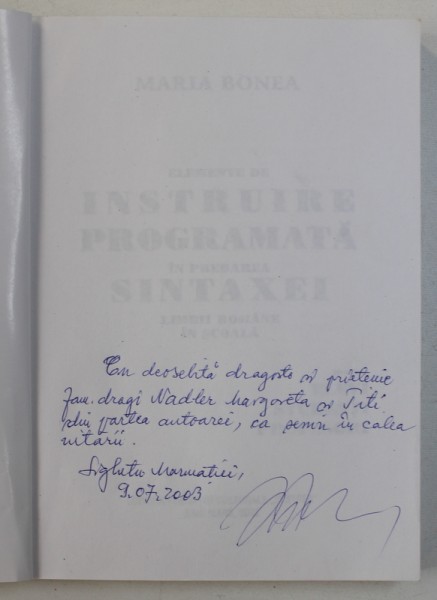 MARIA BONEA
ELEMENTE DE
INSTRUIRE
PROGRAMATĂ
ÎN PREDAREA
SINTAXEI
LIMBII ROMÂNE
ÎN ȘCOALĂ
Cu deosebită dragoste și prietenie
fam. dragi Nadler Margareta și Titi
din partea autoarei, ca semn în calea
uitării.
Sighetu Marmației,
9.07.2003